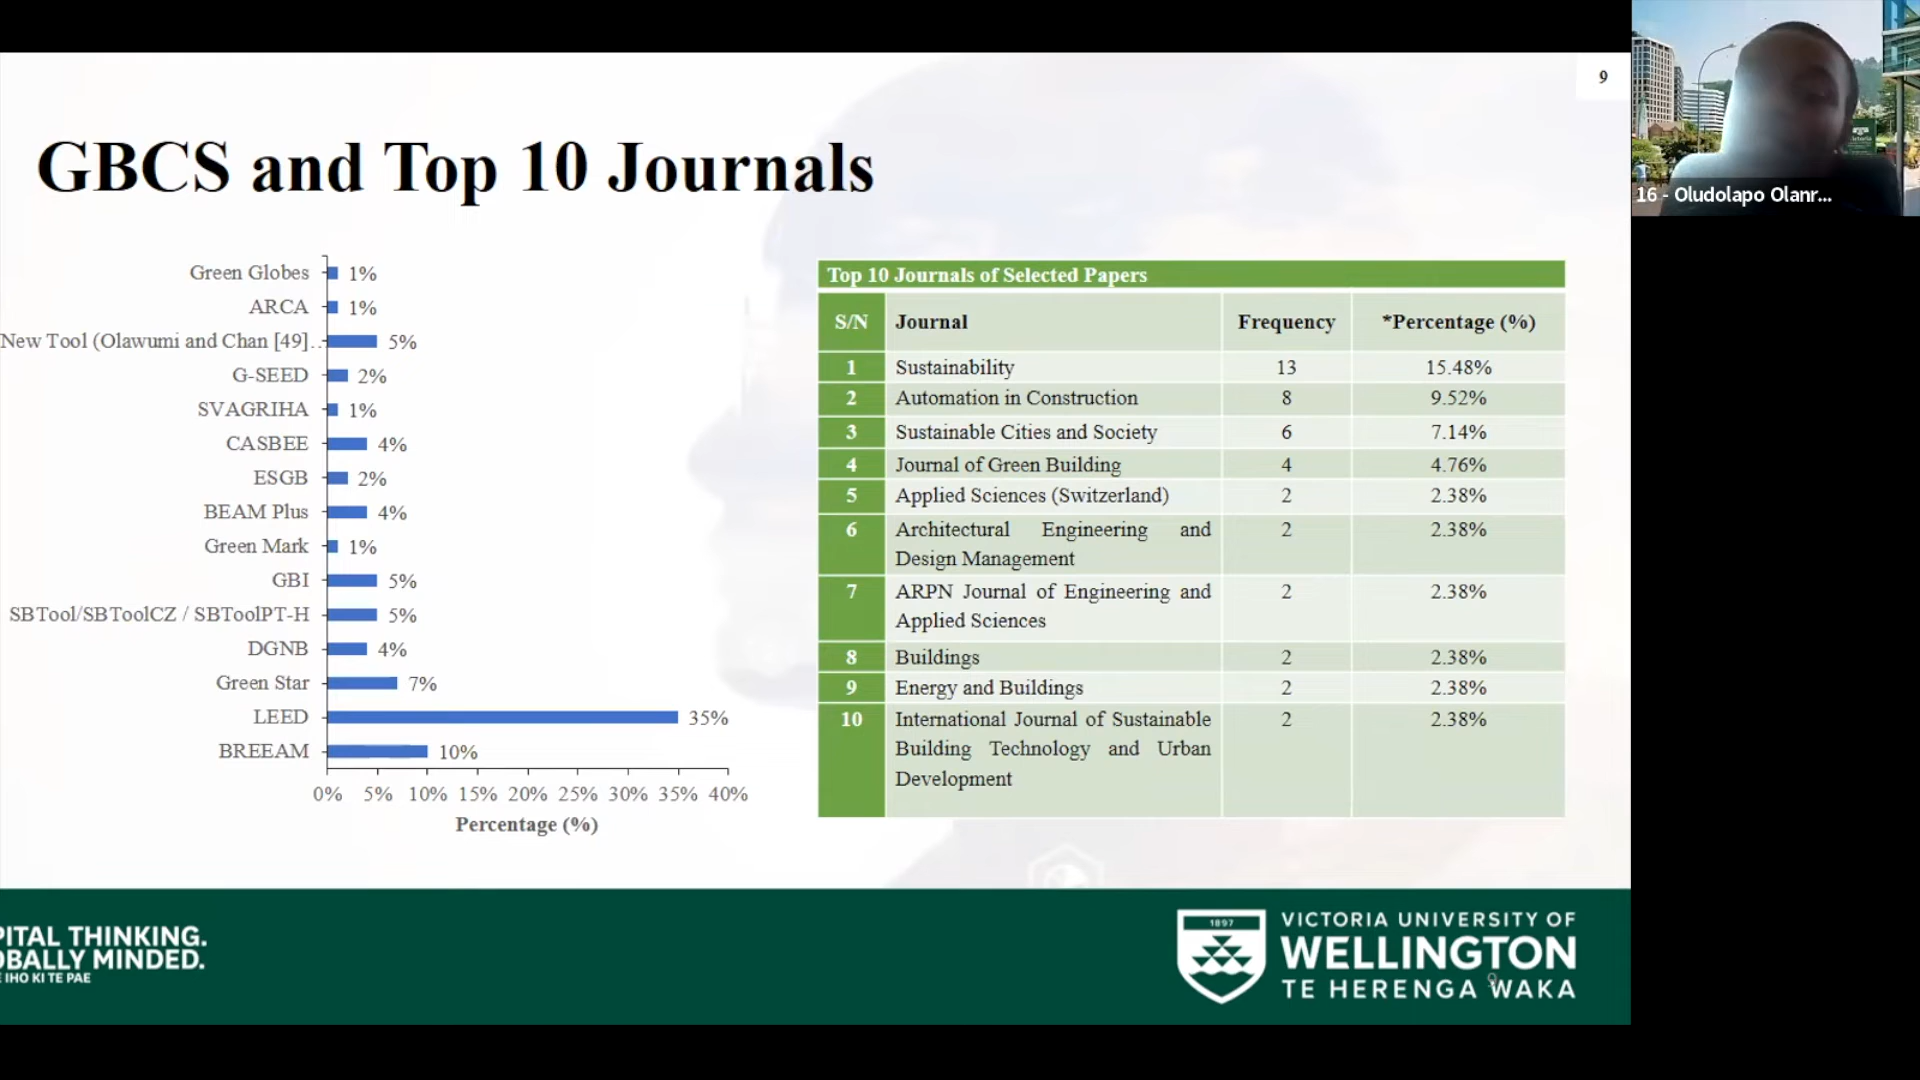 9
GBCS and Top 10 Journals
Green Globes 1%
ARCA 1%
New Tool (Olawumi and Chan [49]... 5%
G-SEED 2%
SVAGRIHA 1%
CASBEE 4%
ESGB 2%
BEAM Plus 4%
Green Mark 1%
GBI 5%
SBTool/SBToolCZ / SBToolPT-H 5%
DGNB 4%
Green Star 7%
LEED 35%
BREEAM 10%
0% 5% 10% 15% 20% 25% 30% 35% 40%
Percentage (%)
Top 10 Journals of Selected Papers
S/N Journal Frequency *Percentage (%)
1 Sustainability 13 15.48%
2 Automation in Construction 8 9.52%
3 Sustainable Cities and Society 6 7.14%
4 Journal of Green Building 4 4.76%
5 Applied Sciences (Switzerland) 2 2.38%
6 Architectural Engineering and 2 2.38%
Design Management
7 ARPN Journal of Engineering and 2 2.38%
Applied Sciences
8 Buildings 2 2.38%
9 Energy and Buildings 2 2.38%
10 International Journal of Sustainable 2 2.38%
Building Technology and Urban
Development
PITAL THINKING.
OBALLY MINDED.
IHO KI TE PAE
1897
VICTORIA UNIVERSITY OF
WELLINGTON
TE HERENGA WAKA
9
16 - Oludolapo Olanr...